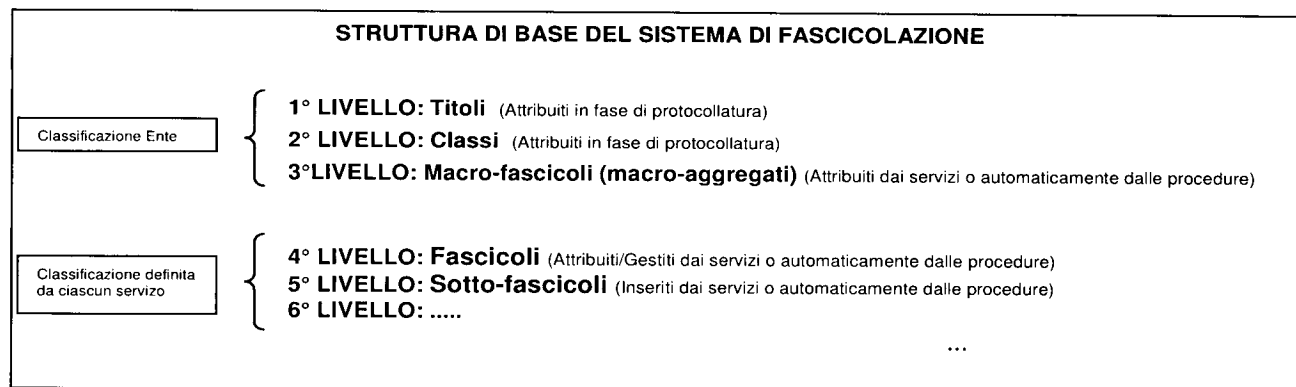 STRUTTURA DI BASE DEL SISTEMA DI FASCICOLAZIONE
Classificazione Ente
1° LIVELLO: Titoli (Attribuiti in fase di protocollatura)
2° LIVELLO: Classi (Attribuiti in fase di protocollatura)
3°LIVELLO: Macro-fascicoli (macro-aggregati) (Attribuiti dai servizi o automaticamente dalle procedure)
Classificazione definita
da ciascun servizo
4° LIVELLO: Fascicoli (Attribuiti/Gestiti dai servizi o automaticamente dalle procedure)
5° LIVELLO: Sotto-fascicoli (Inseriti dai servizi o automaticamente dalle procedure)
6° LIVELLO: .....
...